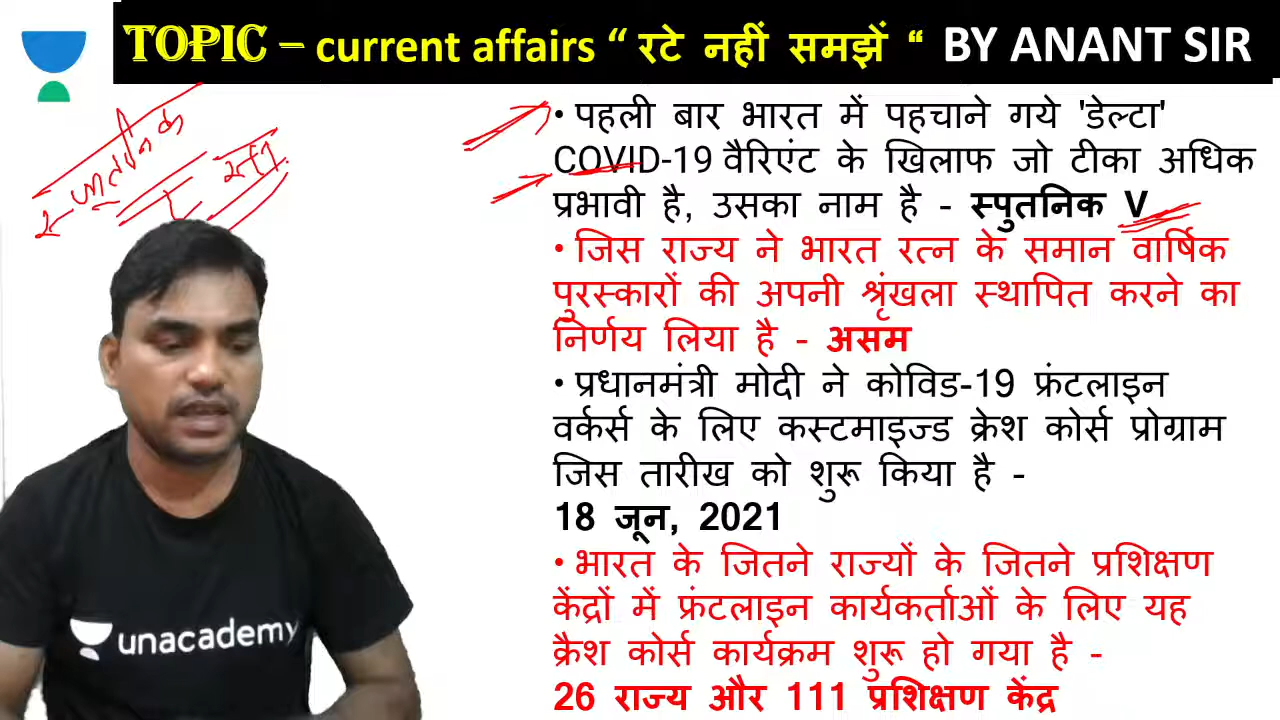 TOPIC – current affairs “ रटे नहीं समझें “ BY ANANT SIR
• पहली बार भारत में पहचाने गये 'डेल्टा'
COVID-19 वैरिएंट के खिलाफ जो टीका अधिक
प्रभावी है, उसका नाम है - स्पुतनिक V
• जिस राज्य ने भारत रत्न के समान वार्षिक
पुरस्कारों की अपनी श्रृंखला स्थापित करने का
निर्णय लिया है - असम
• प्रधानमंत्री मोदी ने कोविड-19 फ्रंटलाइन
वर्कर्स के लिए कस्टमाइज्ड क्रेश कोर्स प्रोग्राम
जिस तारीख को शुरू किया है -
18 जून, 2021
• भारत के जितने राज्यों के जितने प्रशिक्षण
केंद्रों में फ्रंटलाइन कार्यकर्ताओं के लिए यह
क्रैश कोर्स कार्यक्रम शुरू हो गया है -
26 राज्य और 111 प्रशिक्षण केंद्र
unacademy